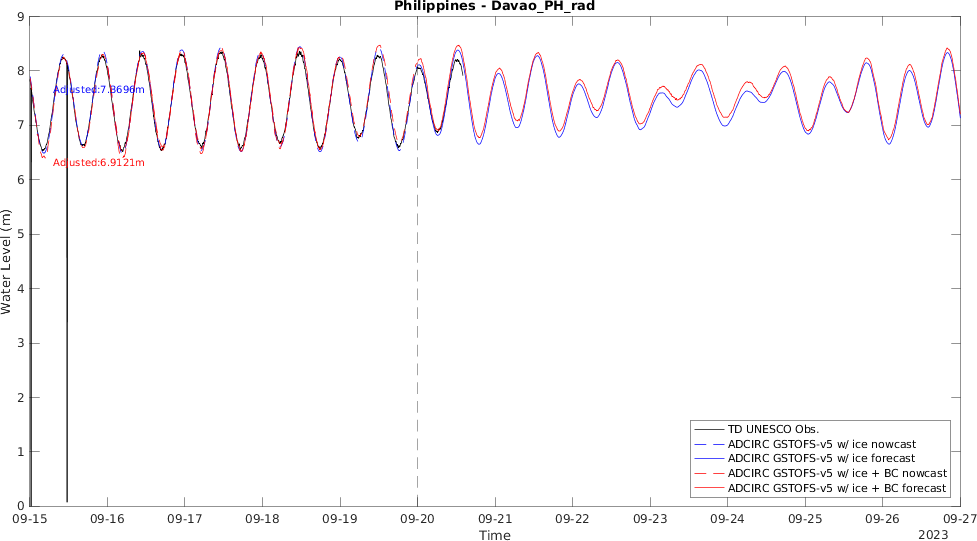 Philippines - Davao_PH_rad
9
8
7
6
5
4
3
2
1
0
Water Level (m)
Adjusted:7.3696m
Adjusted:6.9121m
TD UNESCO Obs.
ADCIRC GSTOFS-v5 w/ ice nowcast
ADCIRC GSTOFS-v5 w/ ice forecast
ADCIRC GSTOFS-v5 w/ ice + BC nowcast
ADCIRC GSTOFS-v5 w/ ice + BC forecast
09-15 09-16 09-17 09-18 09-19 09-20 09-21 09-22 09-23 09-24 09-25 09-26 09-27
Time
2023